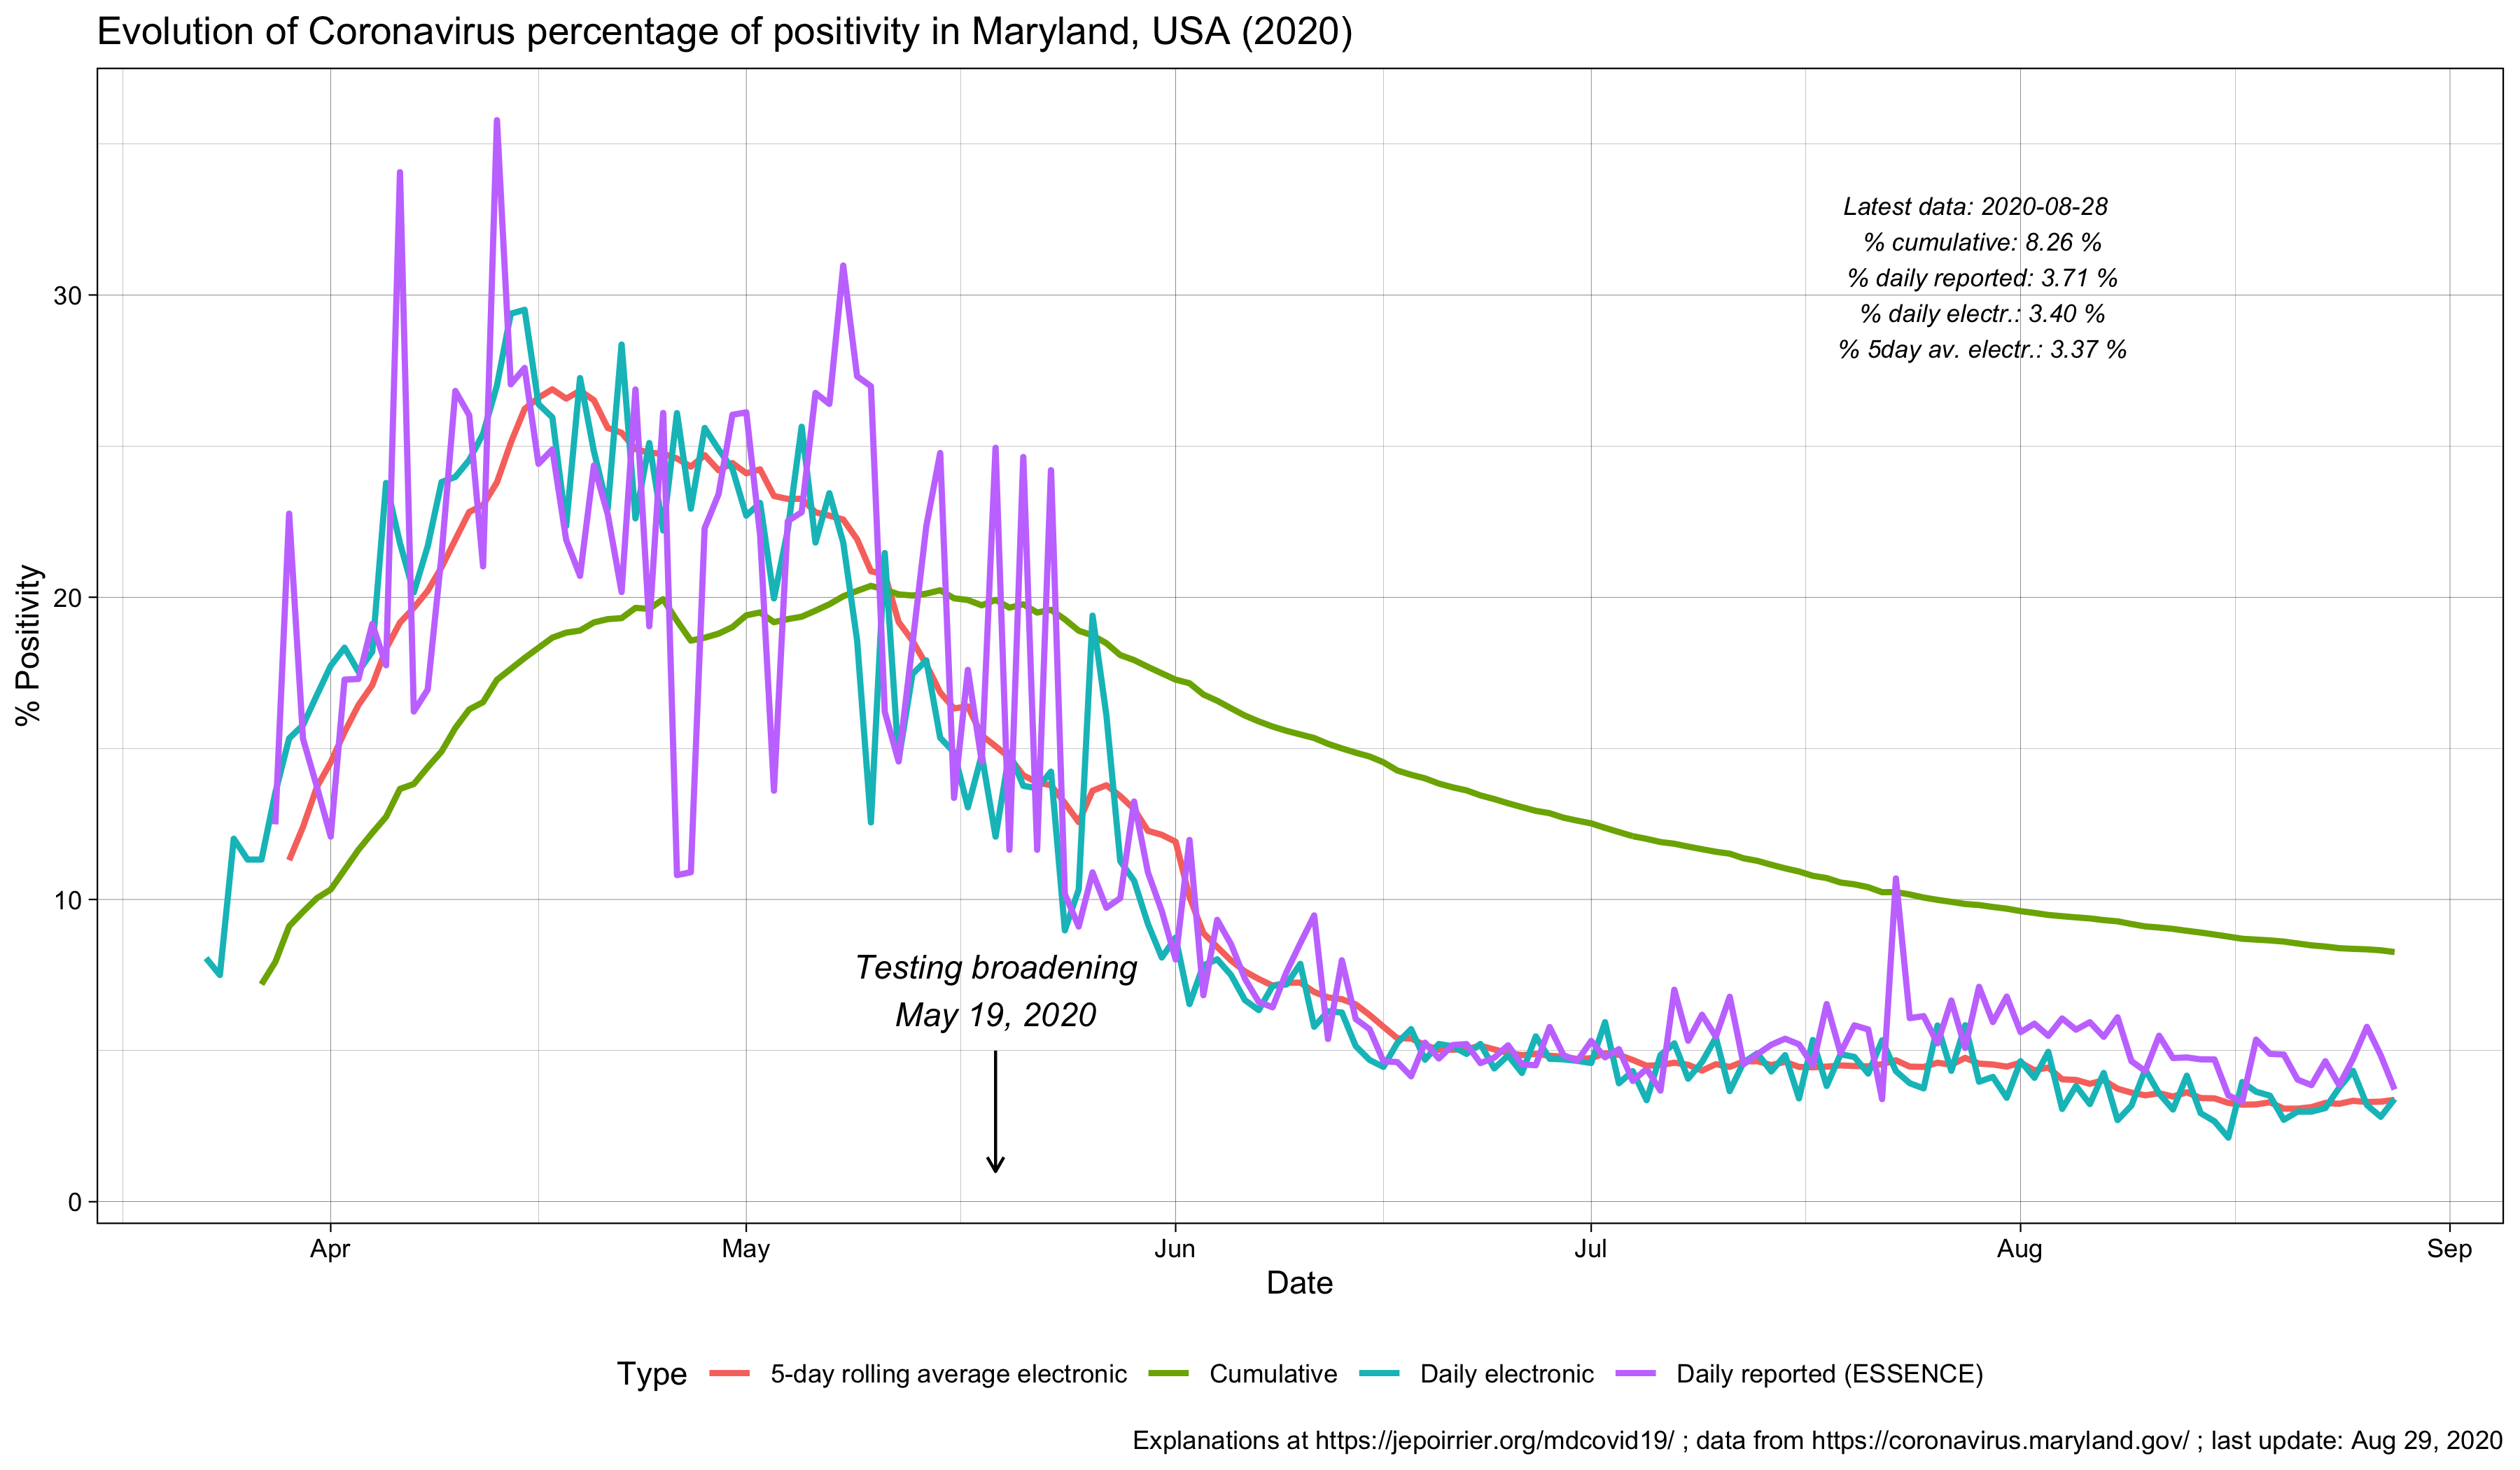 Evolution of Coronavirus percentage of positivity in Maryland, USA (2020)
Latest data: 2020-08-28
% cumulative: 8.26 %
% daily reported: 3.71 %
% daily electr.: 3.40 %
% 5day av. electr.: 3.37 %
30
20
10
0
% Positivity
Testing broadening
May 19, 2020
Apr May Jun Jul Aug Sep
Date
Type 5-day rolling average electronic Cumulative Daily electronic Daily reported (ESSENCE)
Explanations at https://jepoirrier.org/mdcovid19/ ; data from https://coronavirus.maryland.gov/ ; last update: Aug 29, 2020